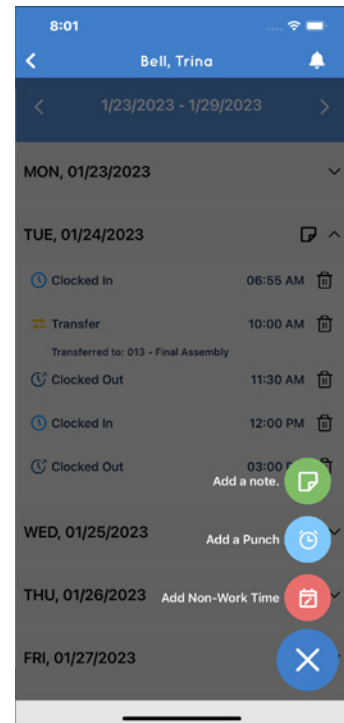 8:01
Bell, Trina
1/23/2023 - 1/29/2023
MON, 01/23/2023
TUE, 01/24/2023
Clocked In 06:55 AM
Transfer 10:00 AM
Transferred to: 013 - Final Assembly
Clocked Out 11:30 AM
Clocked In 12:00 PM
Clocked Out 03:00
Add a note.
WED, 01/25/2023
Add a Punch
THU, 01/26/2023 Add Non-Work Time
FRI, 01/27/2023